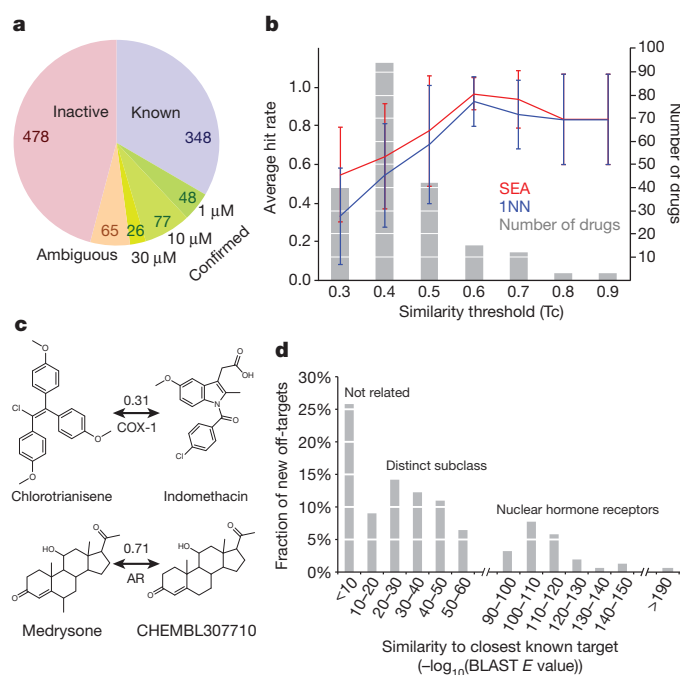 a
Inactive
478
Known
348
48
1 μM
77
10 μM
26
30 μM
65
Ambiguous
Confirmed
b
Average hit rate
1.0
0.8
0.6
0.4
0.2
0.0
0.3 0.4 0.5 0.6 0.7 0.8 0.9
Similarity threshold (Tc)
SEA
1NN
Number of drugs
100
90
80
70
60
50
40
30
20
10
Number of drugs
c
O
Cl
O
O
Chlorotrianisene
0.31
COX-1
O
OH
O
N
O
Cl
Indomethacin
O
HO
O
Medrysone
0.71
AR
O
HO
O
CHEMBL307710
d
Fraction of new off-targets
30%
25%
20%
15%
10%
5%
0%
Not related
Distinct subclass
Nuclear hormone receptors
<10 10–20 20–30 30–40 40–50 50–60 90–100 100–110 110–120 120–130 130–140 140–150 >190
Similarity to closest known target
(–log10(BLAST E value))